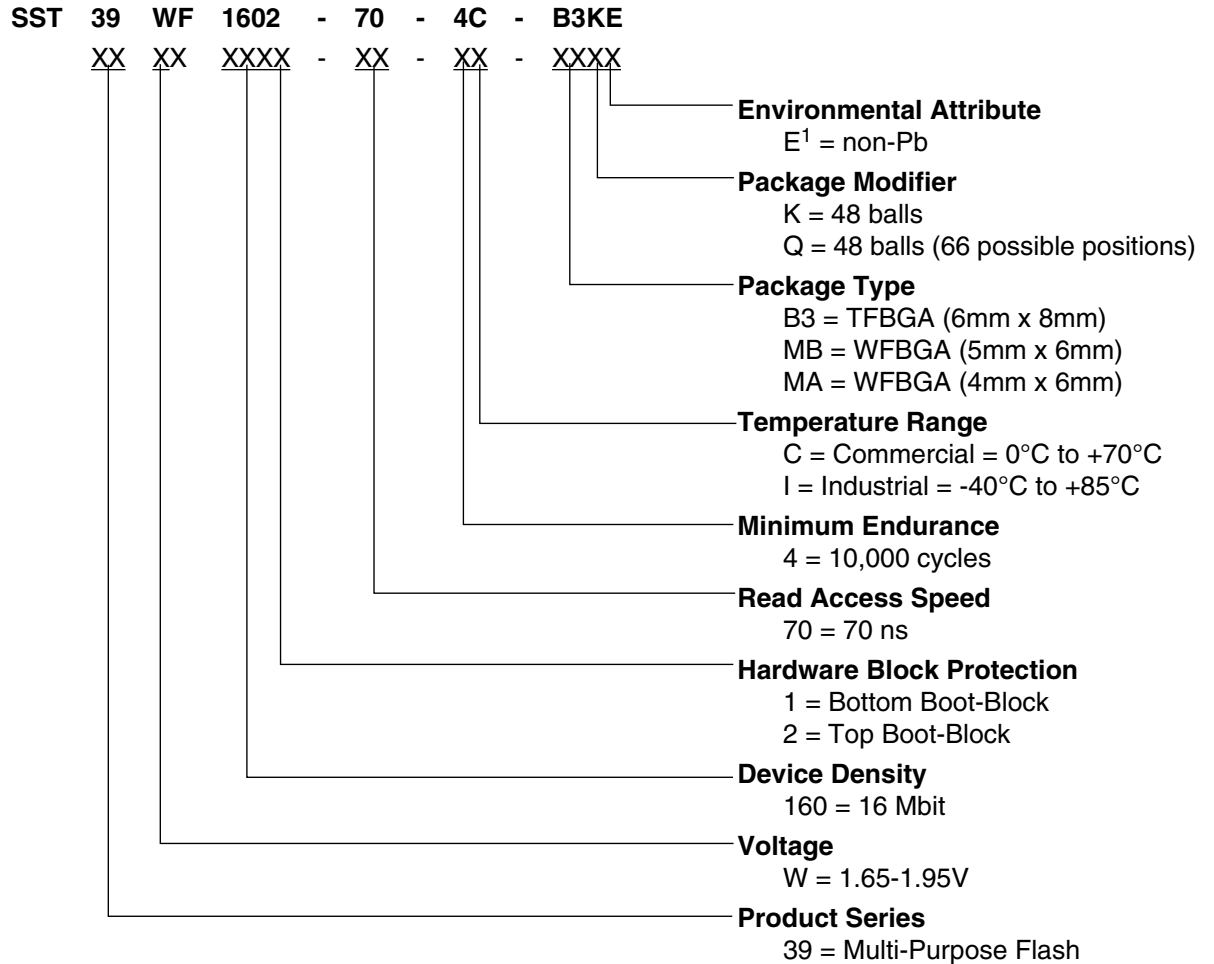 SST 39 WF 1602 - 70 - 4C - B3KE
XX XX XXXX - XX - XX - XXXX
Environmental Attribute
E1 = non-Pb
Package Modifier
K = 48 balls
Q = 48 balls (66 possible positions)
Package Type
B3 = TFBGA (6mm x 8mm)
MB = WFBGA (5mm x 6mm)
MA = WFBGA (4mm x 6mm)
Temperature Range
C = Commercial = 0°C to +70°C
I = Industrial = -40°C to +85°C
Minimum Endurance
4 = 10,000 cycles
Read Access Speed
70 = 70 ns
Hardware Block Protection
1 = Bottom Boot-Block
2 = Top Boot-Block
Device Density
160 = 16 Mbit
Voltage
W = 1.65-1.95V
Product Series
39 = Multi-Purpose Flash